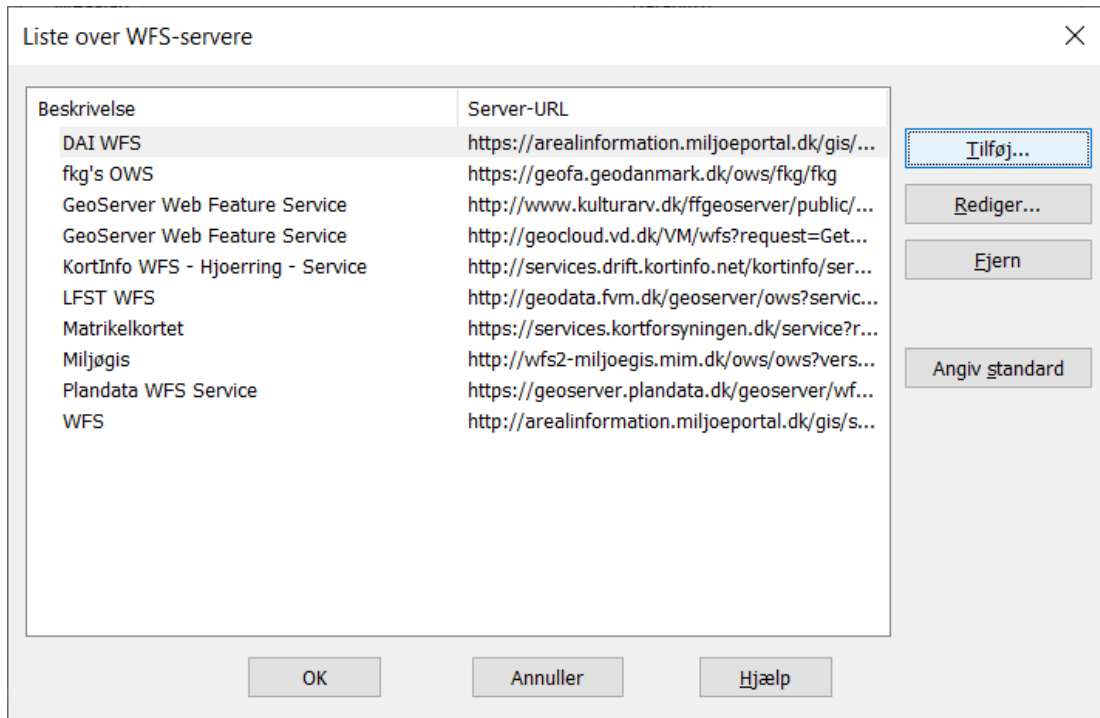 Liste over WFS-servere
Beskrivelse Server-URL
DAI WFS https://arealinformation.miljoeportal.dk/gis/...
fkg's OWS https://geofa.geodanmark.dk/ows/fkg/fkg
GeoServer Web Feature Service http://www.kulturarv.dk/ffgeoserver/public/...
GeoServer Web Feature Service http://geocloud.vd.dk/VM/wfs?request=Get...
KortInfo WFS - Hjoerring - Service http://services.drift.kortinfo.net/kortinfo/ser...
LFST WFS http://geodata.fvm.dk/geoserver/ows?servic...
Matrikelkortet https://services.kortforsyningen.dk/service?r...
Miljøgis http://wfs2-miljoegis.mim.dk/ows/ows?vers...
Plandata WFS Service https://geoserver.plandata.dk/geoserver/wf...
WFS http://arealinformation.miljoeportal.dk/gis/s...
Tilføj...
Rediger...
Fjern
Angiv standard
OK Annuller Hjælp